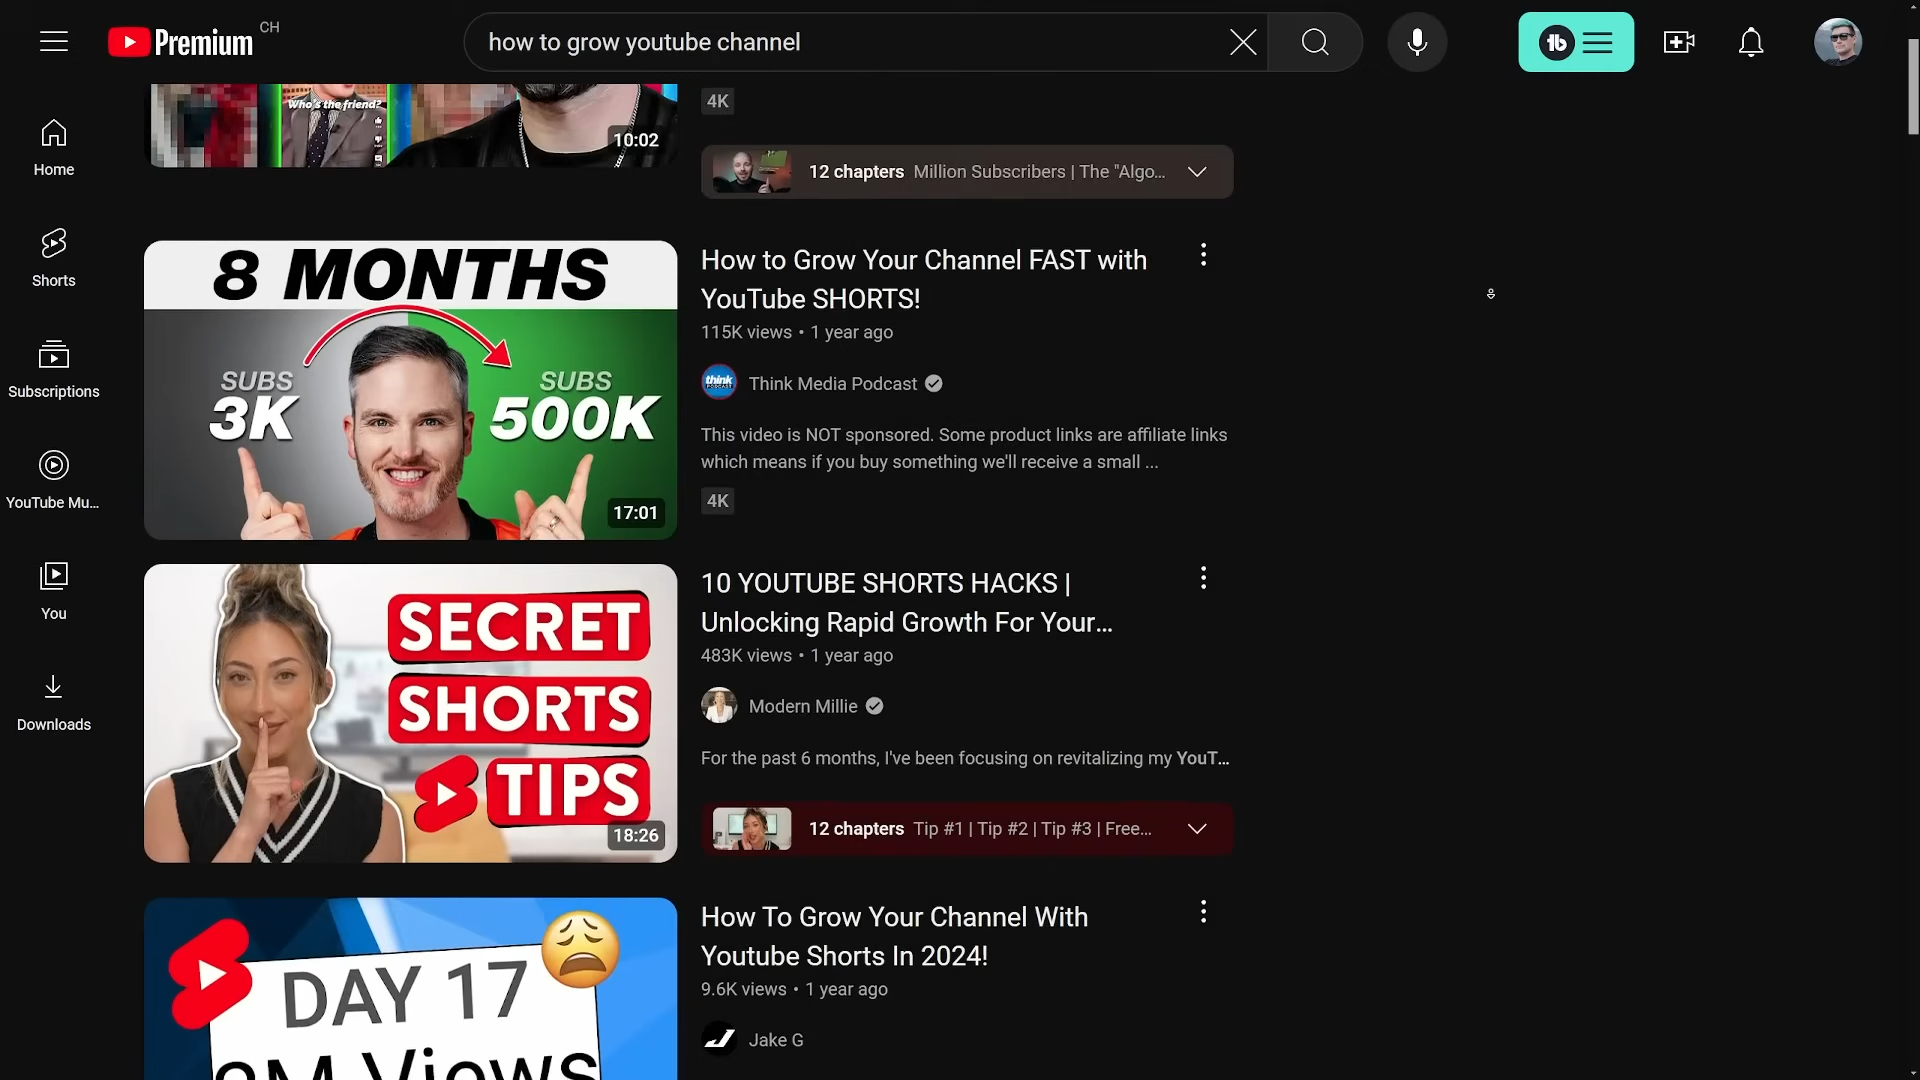 Premium CH
how to grow youtube channel
Home
Shorts
Subscriptions
YouTube Mu...
You
Downloads
Who's the friend?
10:02
4K
12 chapters Million Subscribers | The "Algo...
8 MONTHS
SUBS
3K
SUBS
500K
17:01
How to Grow Your Channel FAST with
YouTube SHORTS!
115K views • 1 year ago
think
PODCAST
Think Media Podcast
This video is NOT sponsored. Some product links are affiliate links
which means if you buy something we'll receive a small ...
4K
SECRET
SHORTS
TIPS
18:26
10 YOUTUBE SHORTS HACKS |
Unlocking Rapid Growth For Your...
483K views • 1 year ago
Modern Millie
For the past 6 months, I've been focusing on revitalizing my YouT...
12 chapters Tip #1 | Tip #2 | Tip #3 | Free...
DAY 17
Views
How To Grow Your Channel With
Youtube Shorts In 2024!
9.6K views • 1 year ago
Jake G